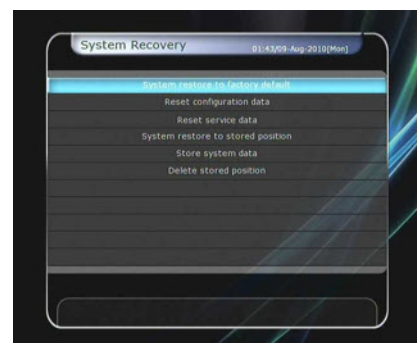 System Recovery
01:43/09-Aug-2010[Mon]
System restore to factory default
Reset configuration data
Reset service data
System restore to stored position
Store system data
Delete stored position